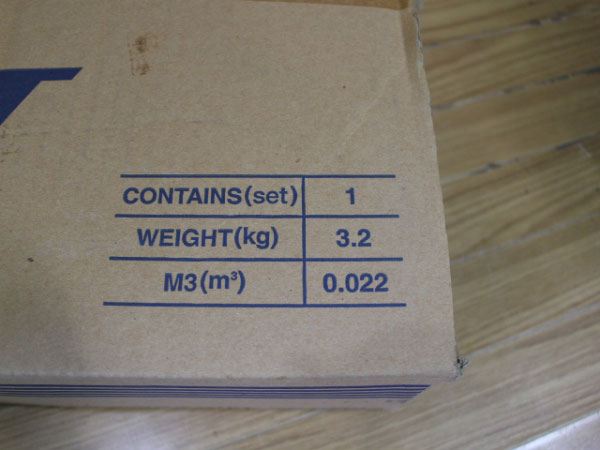 CONTAINS(set) 1
WEIGHT(kg) 3.2
M3(m³) 0.022